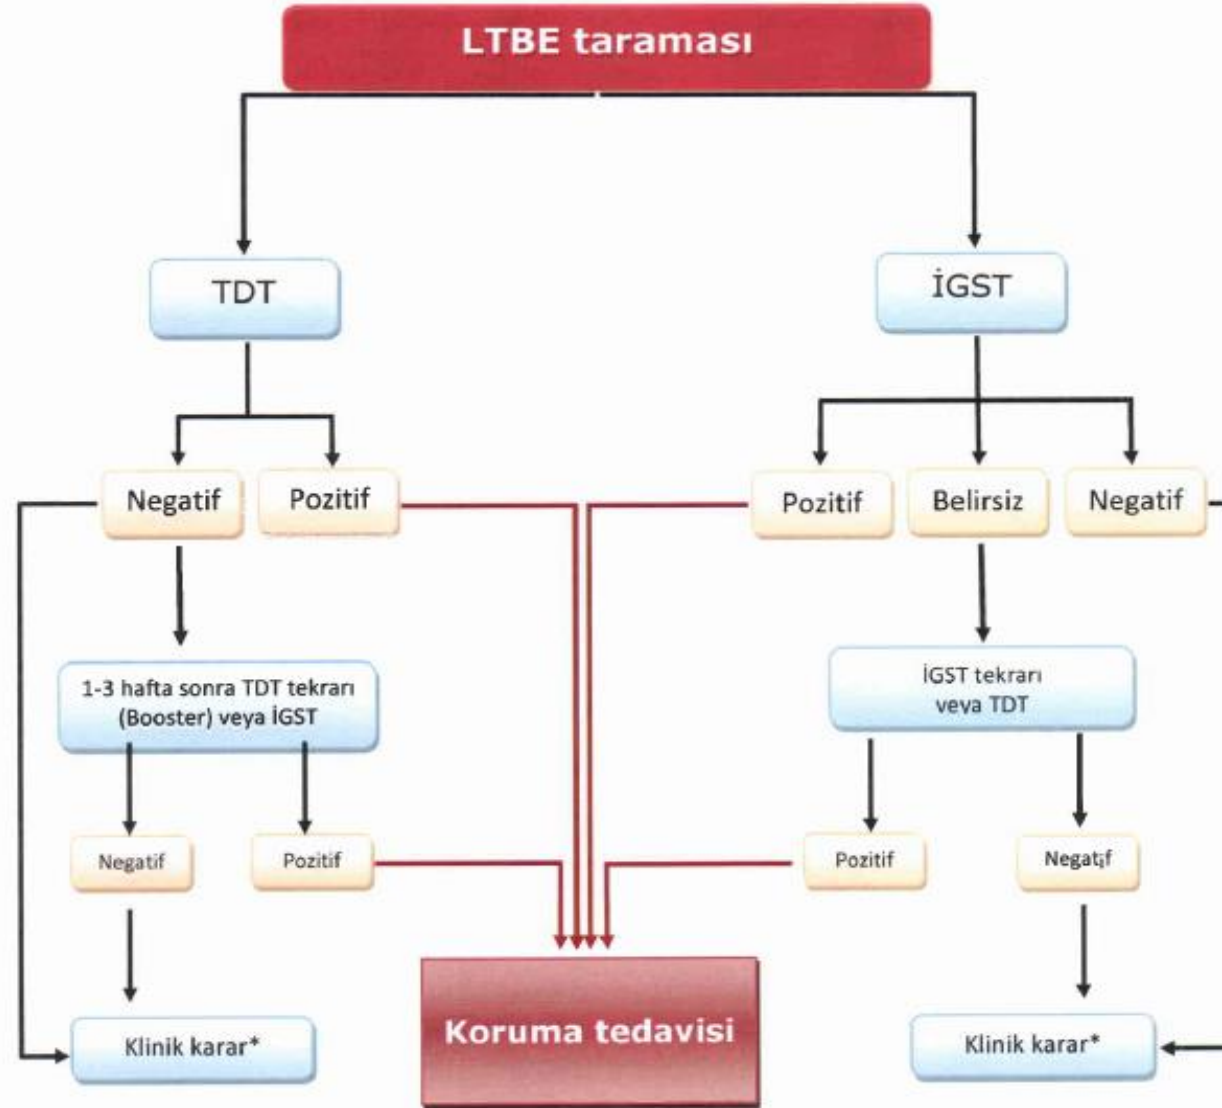 LTBE taraması
TDT
İGST
Negatif
Pozitif
Pozitif
Belirsiz
Negatif
1-3 hafta sonra TDT tekrarı
(Booster) veya İGST
İGST tekrarı
veya TDT
Negatif
Pozitif
Pozitif
Negatif
Klinik karar*
Koruma tedavisi
Klinik karar*